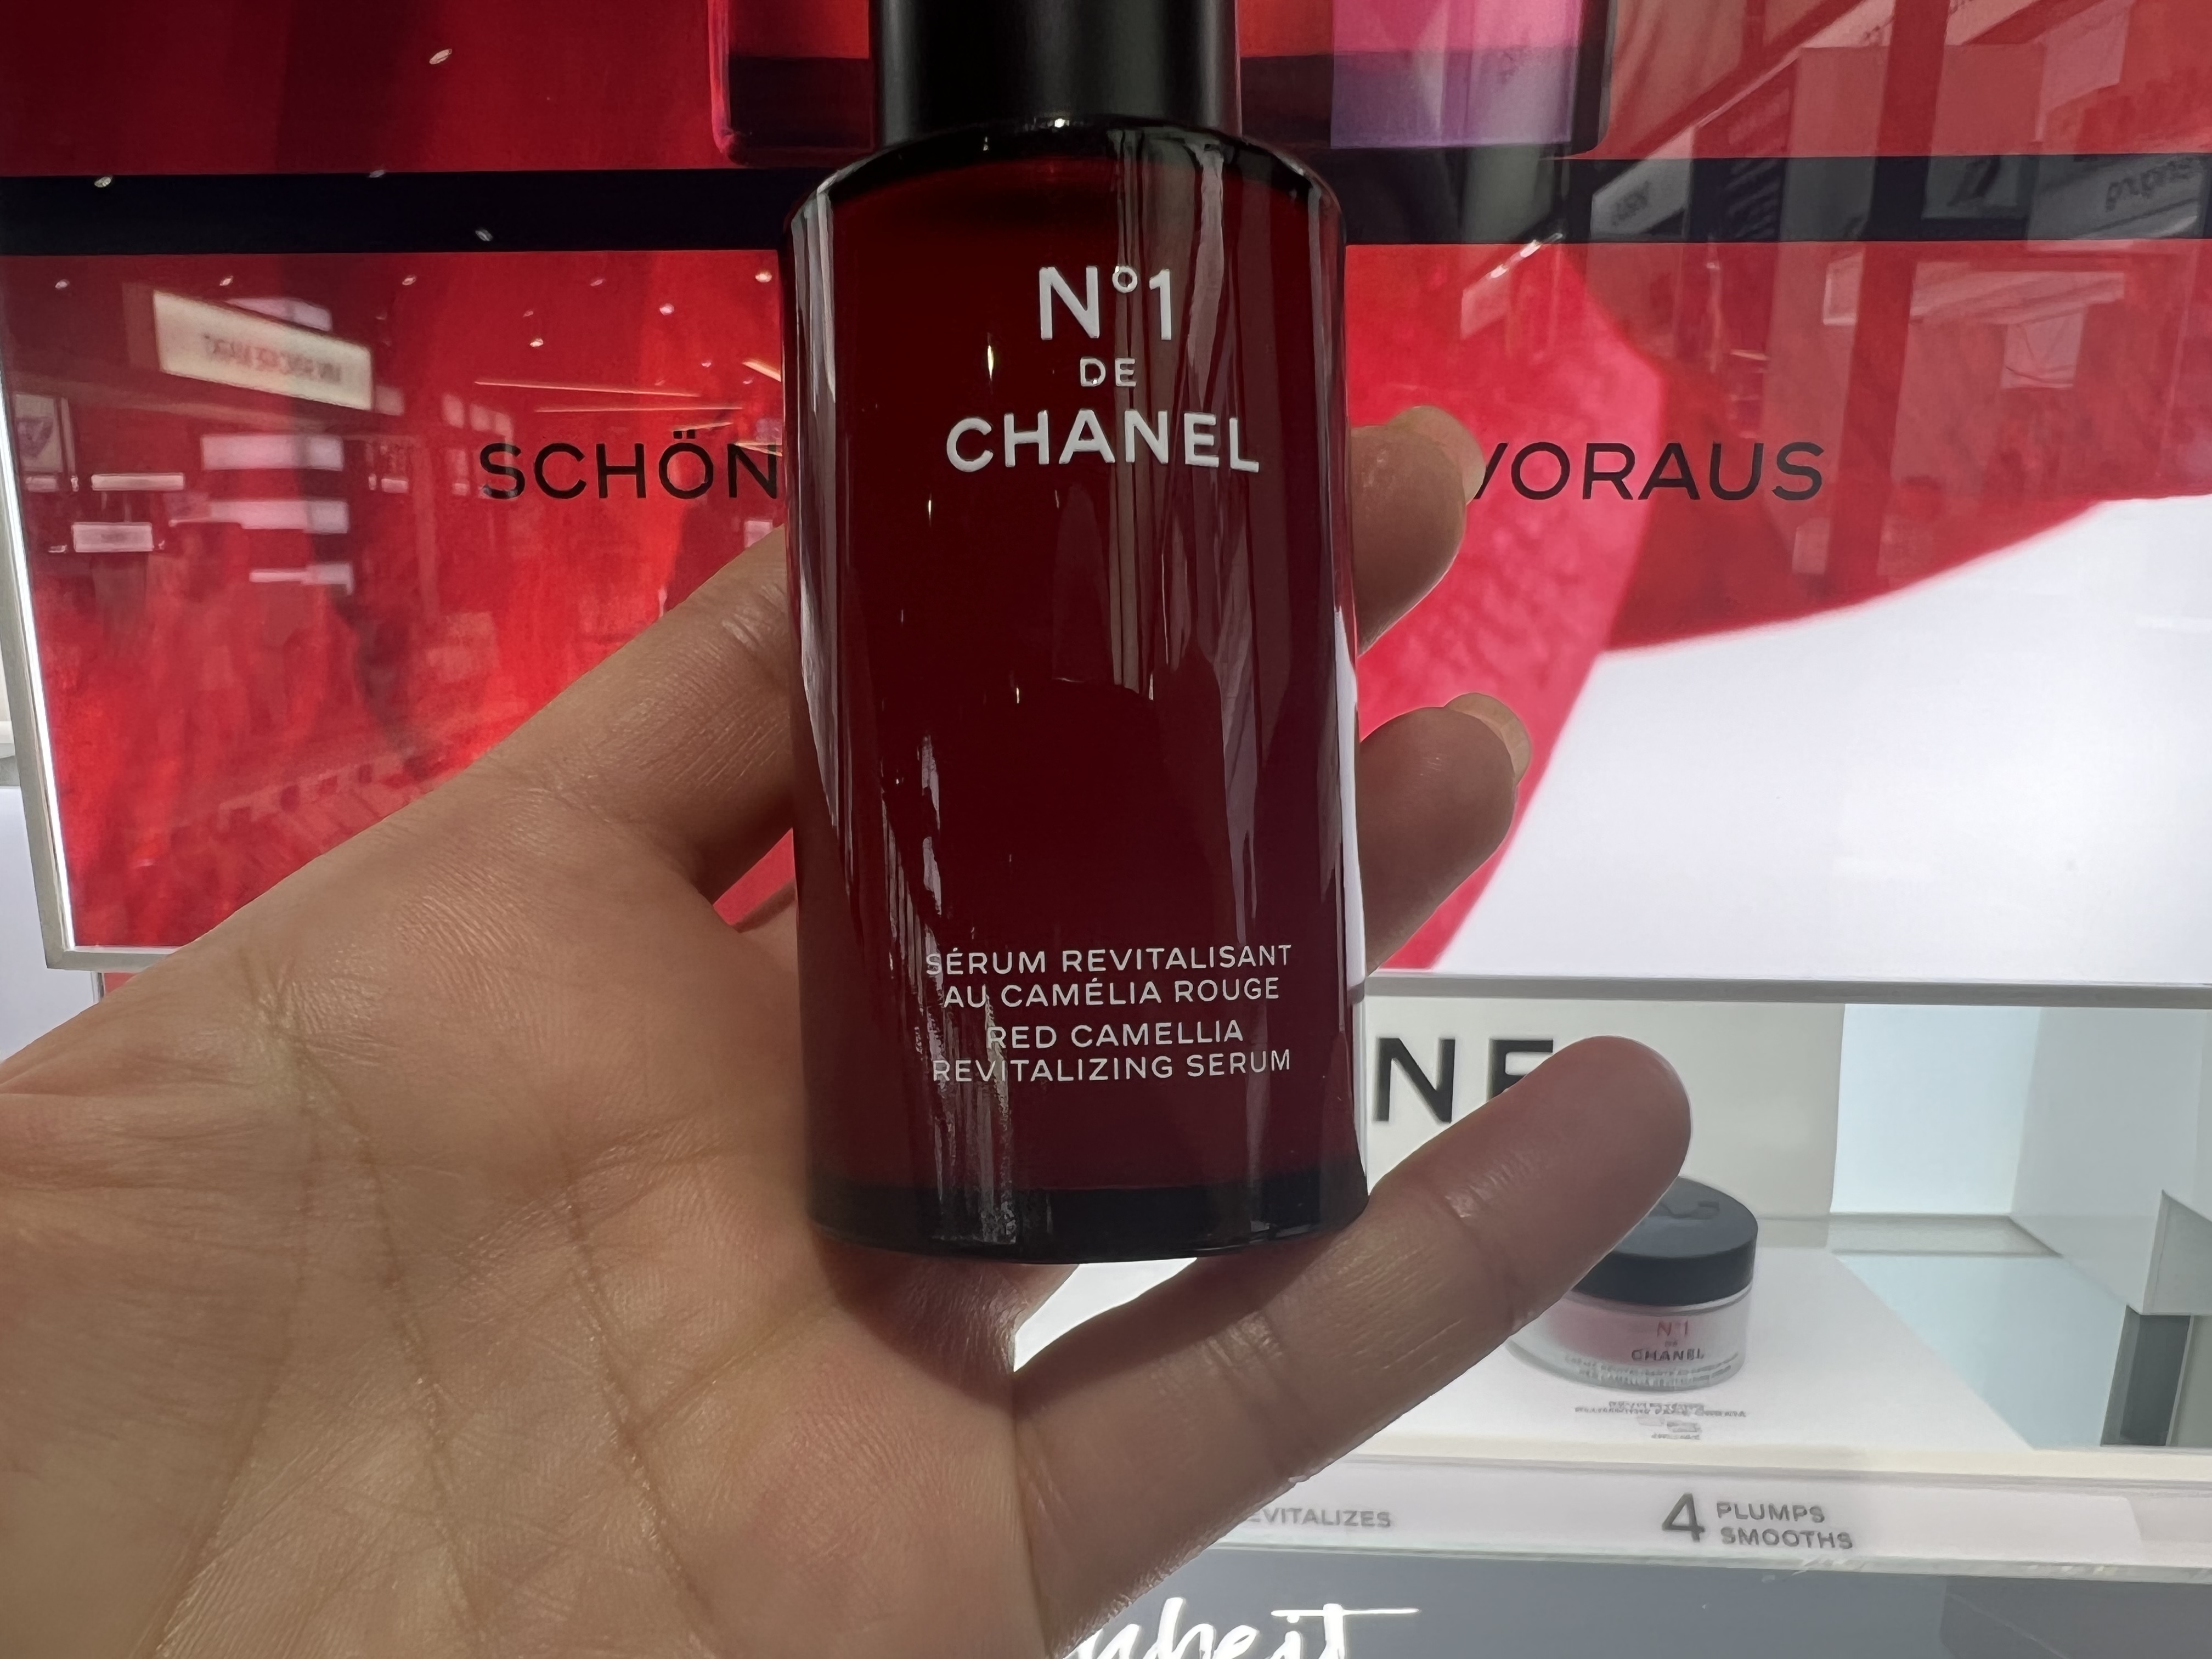 N°1
DE
CHANEL
SCHÖN
VORAUS
SÉRUM REVITALISANT
AU CAMÉLIA ROUGE
RED CAMELLIA
REVITALIZING SERUM
N°1
DE
CHANEL
4 PLUMPS
SMOOTHS